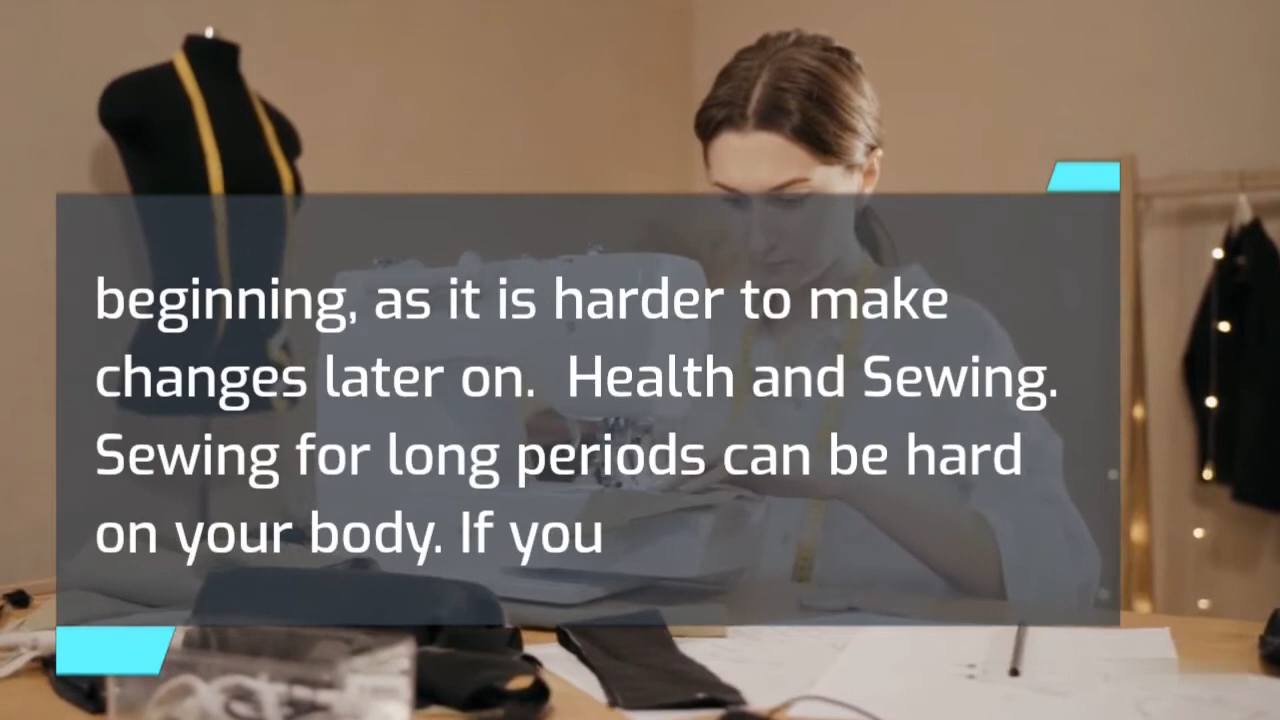 beginning, as it is harder to make
changes later on.  Health and Sewing.
Sewing for long periods can be hard
on your body. If you